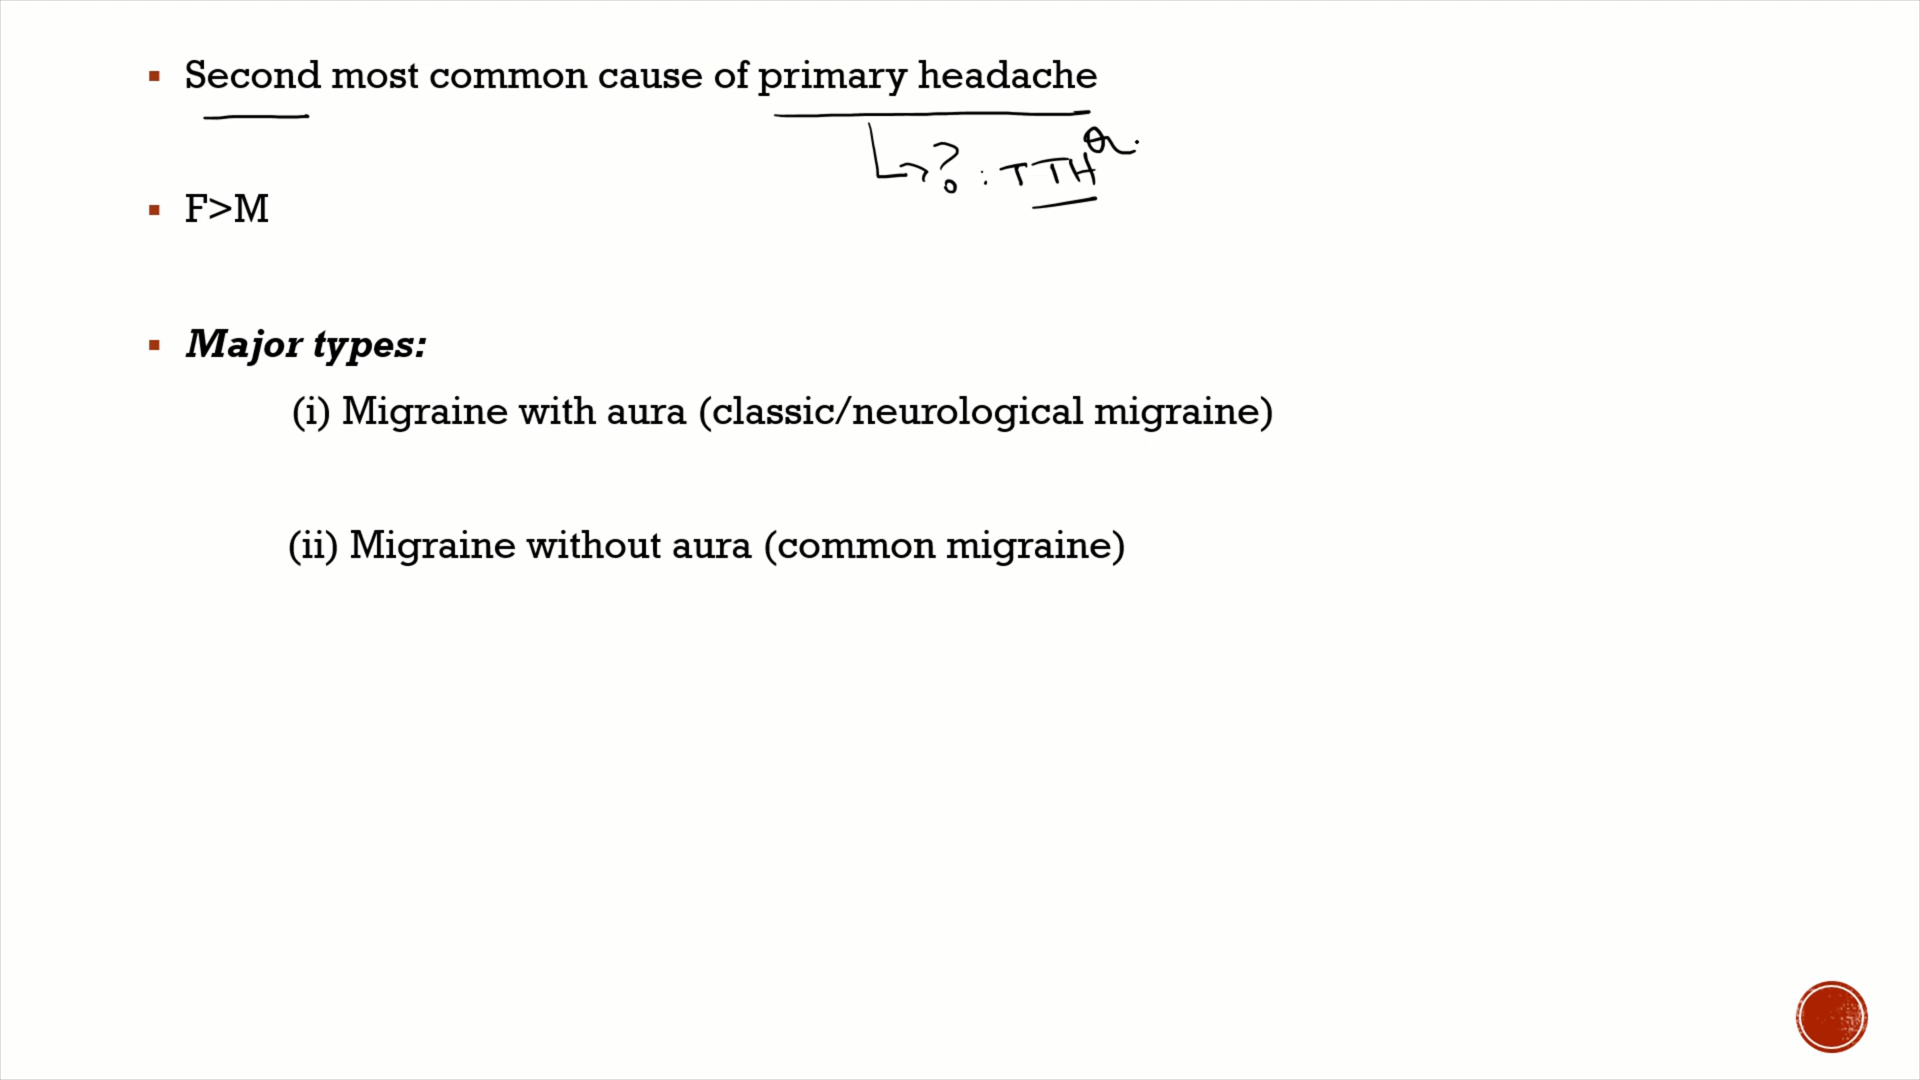 Second most common cause of primary headache
? : TTH Q.
F>M
Major types:
(i) Migraine with aura (classic/neurological migraine)
(ii) Migraine without aura (common migraine)